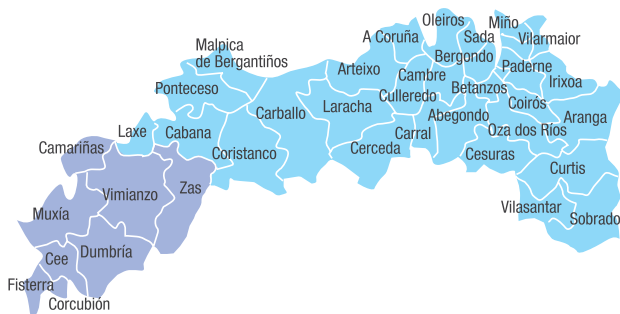 Oleiros
Miño
A Coruña
Sada
Vilarmaior
Malpica
de Bergantiños
Bergondo
Arteixo
Cambre
Paderne
Irixoa
Ponteceso
Culleredo
Betanzos
Carballo
Laracha
Coirós
Abegondo
Aranga
Laxe
Cabana
Carral
Oza dos Ríos
Camariñas
Coristanco
Cerceda
Cesuras
Curtis
Vimianzo
Zas
Muxía
Vilasantar
Sobrado
Cee
Dumbría
Fisterra
Corcubión